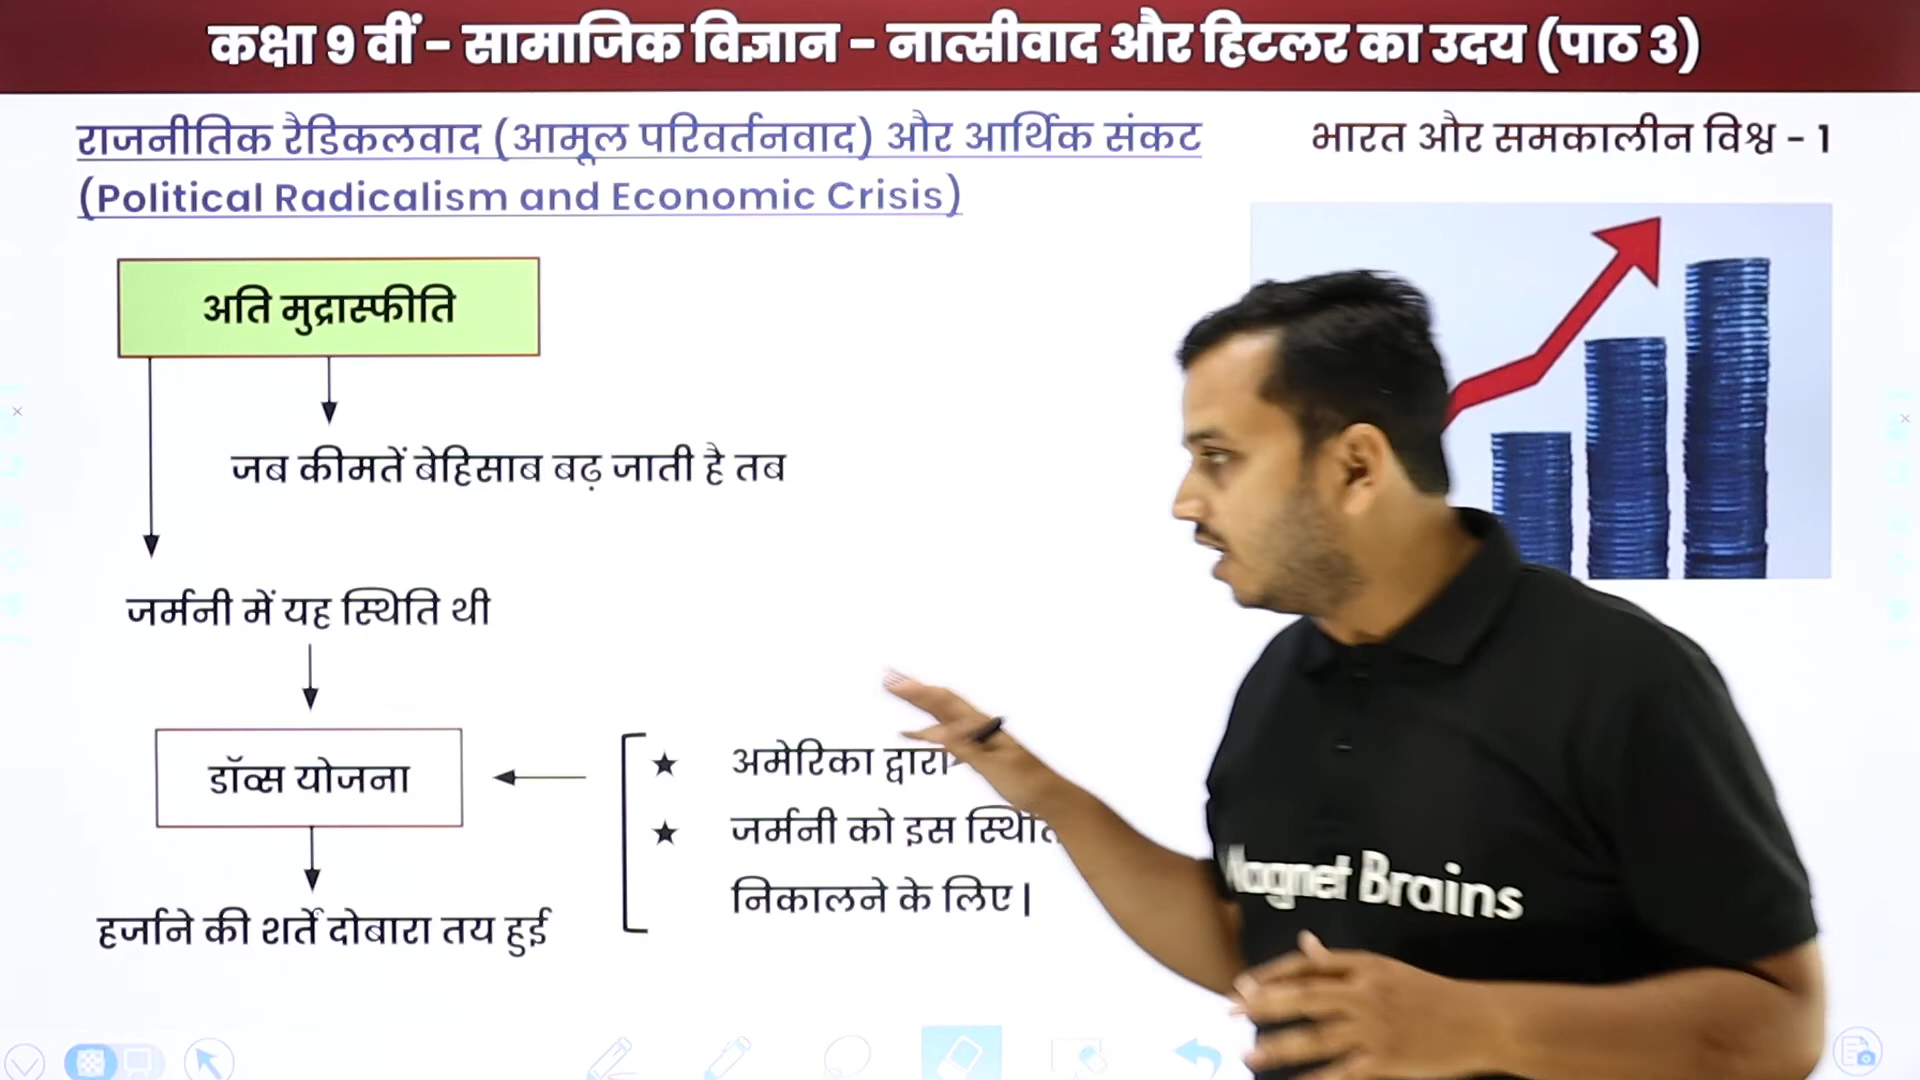 कक्षा 9 वीं – सामाजिक विज्ञान – नात्सीवाद और हिटलर का उदय (पाठ 3)
राजनीतिक रैडिकलवाद (आमूल परिवर्तनवाद) और आर्थिक संकट
(Political Radicalism and Economic Crisis)
भारत और समकालीन विश्व – 1
अति मुद्रास्फीति
जब कीमतें बेहिसाब बढ़ जाती है तब
जर्मनी में यह स्थिति थी
डॉव्स योजना
★ अमेरिका द्वारा
★ जर्मनी को इस
निकालने के लिए |
हर्जाने की शर्तें दोबारा तय हुई
Magnet Brains